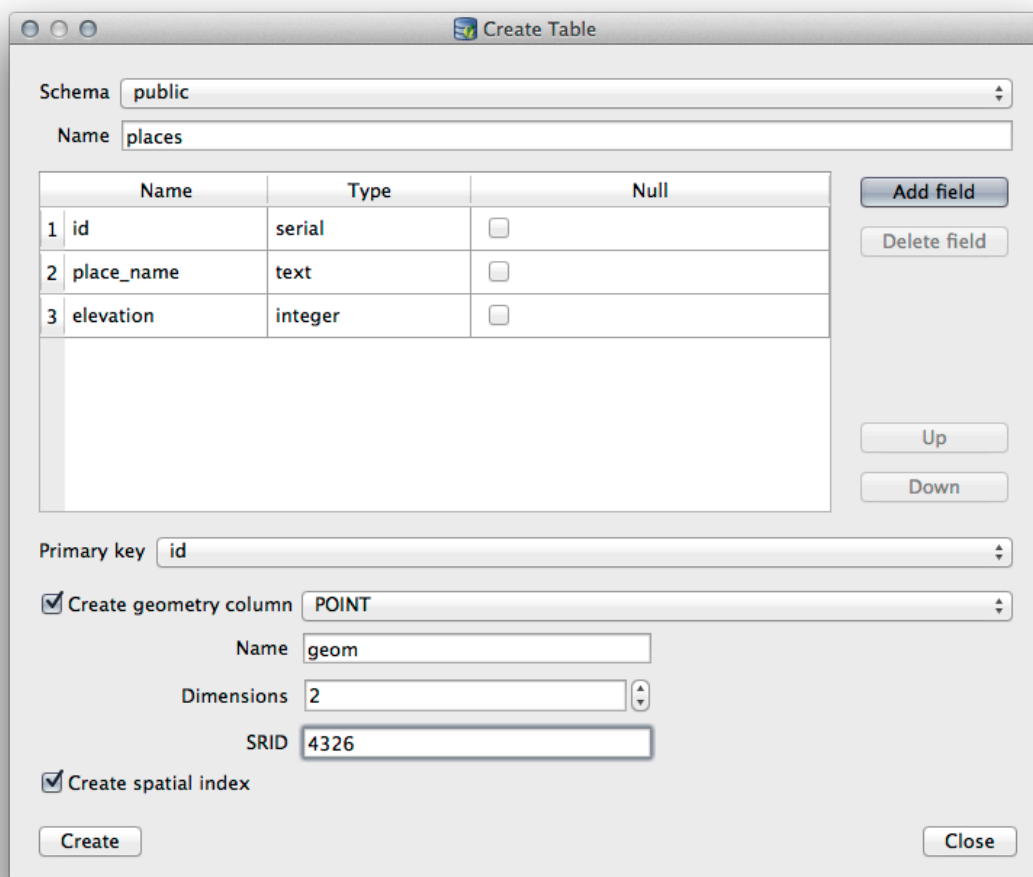 Create Table
Schema public
Name places
Name Type Null
1 id serial
2 place_name text
3 elevation integer
Add field
Delete field
Up
Down
Primary key id
Create geometry column POINT
Name geom
Dimensions 2
SRID 4326
Create spatial index
Create Close